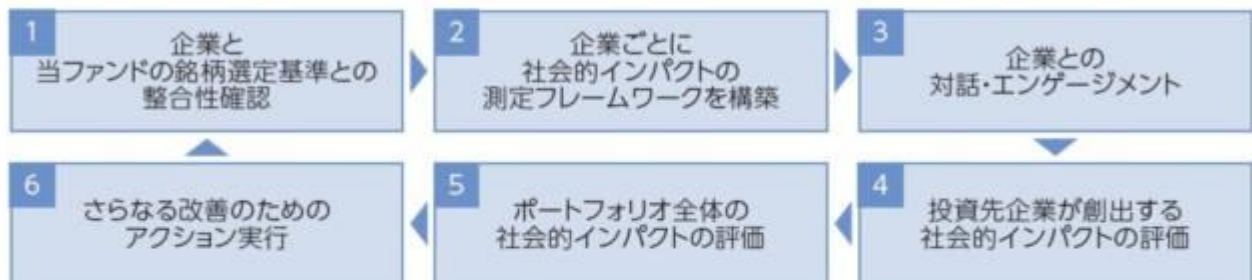 1
企業と
当ファンドの銘柄選定基準との
整合性確認
2
企業ごとに
社会的インパクトの
測定フレームワークを構築
3
企業との
対話・エンゲージメント
4
投資先企業が創出する
社会的インパクトの評価
5
ポートフォリオ全体の
社会的インパクトの評価
6
さらなる改善のための
アクション実行